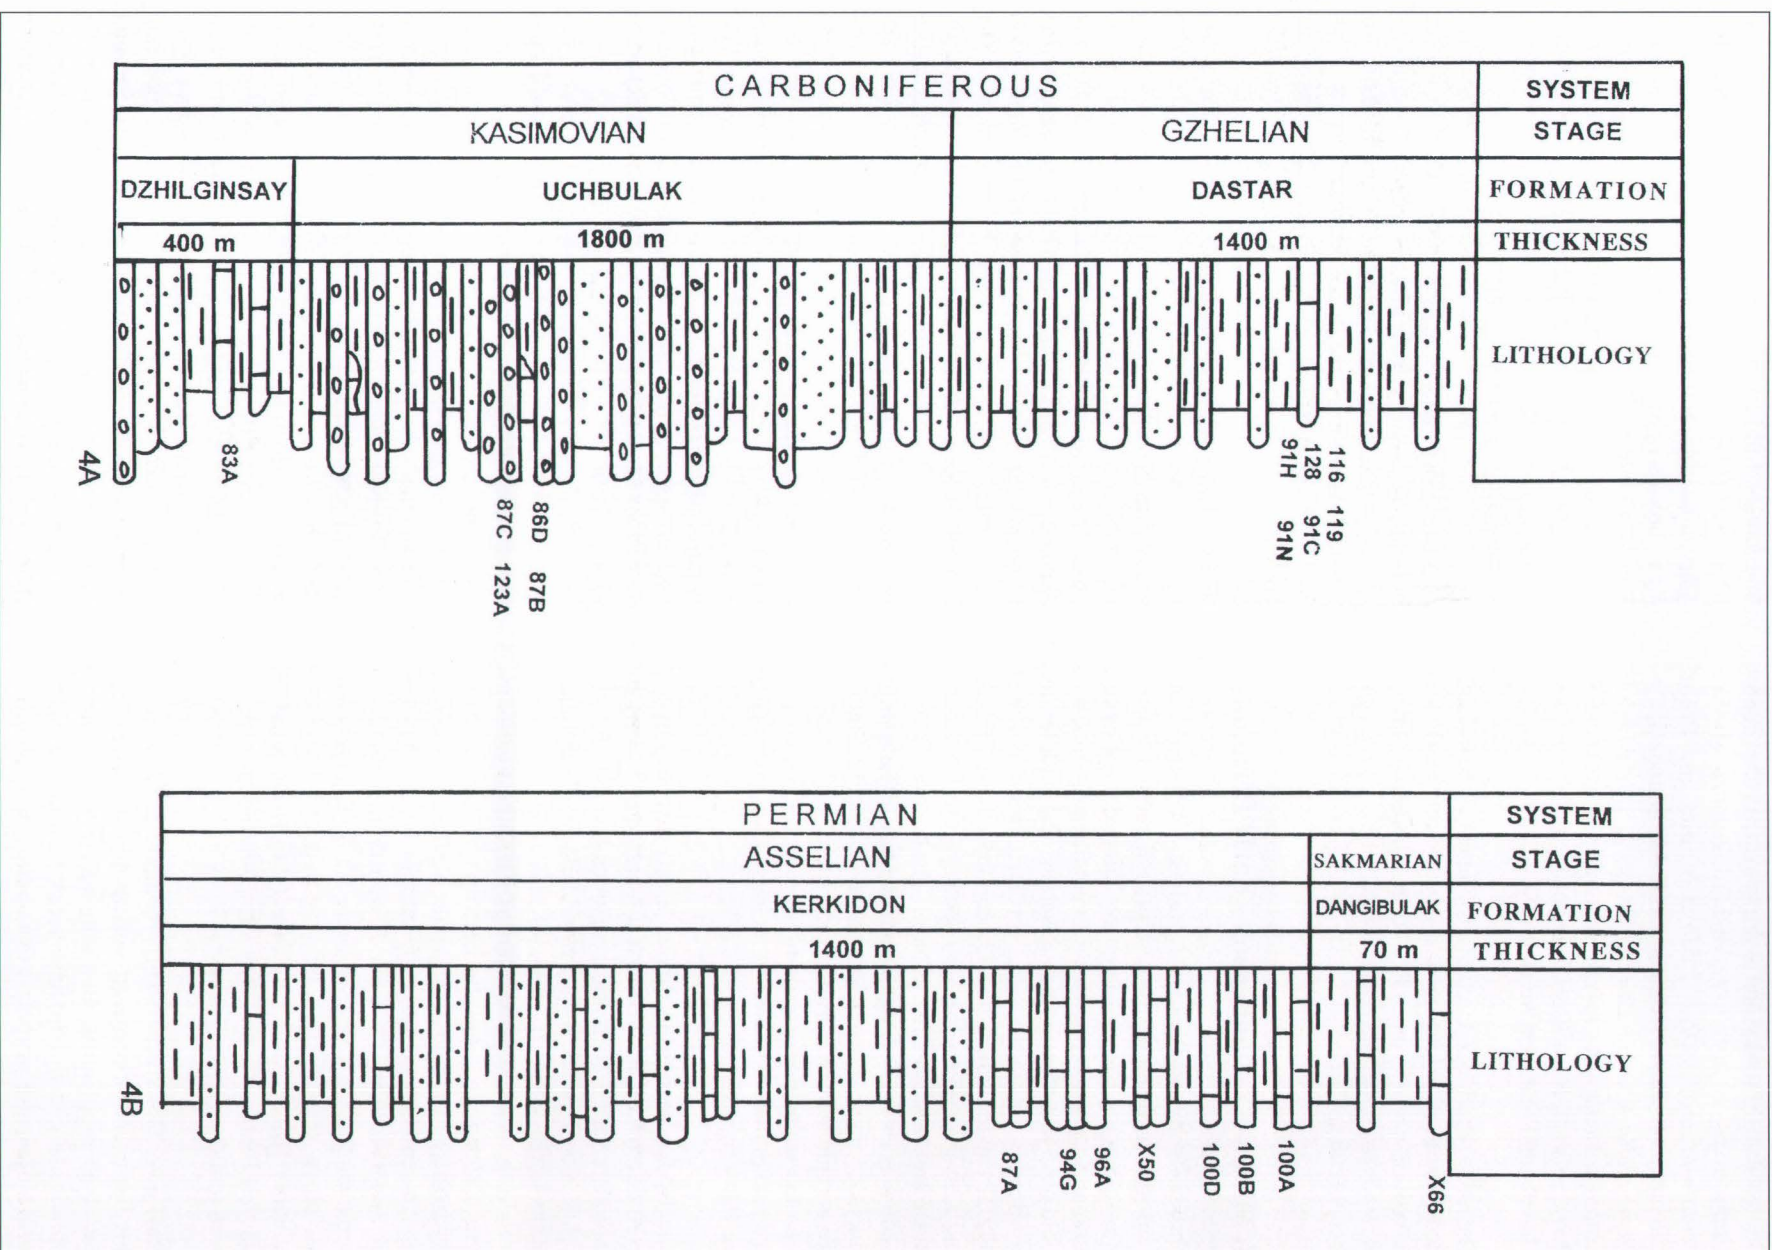 CARBONIFEROUS SYSTEM
KASIMOVIAN GZHELIAN STAGE
DZHILGINSAY UCHBULAK DASTAR FORMATION
400 m 1800 m 1400 m THICKNESS
LITHOLOGY
4A
83A
87C 123A
86D 87B
91H 91N
128 91C
116 119
PERMIAN SYSTEM
ASSELIAN SAKMARIAN STAGE
KERKIDON DANGIBULAK FORMATION
1400 m 70 m THICKNESS
LITHOLOGY
4B
87A 94G 96A X50 100D 100B 100A X66